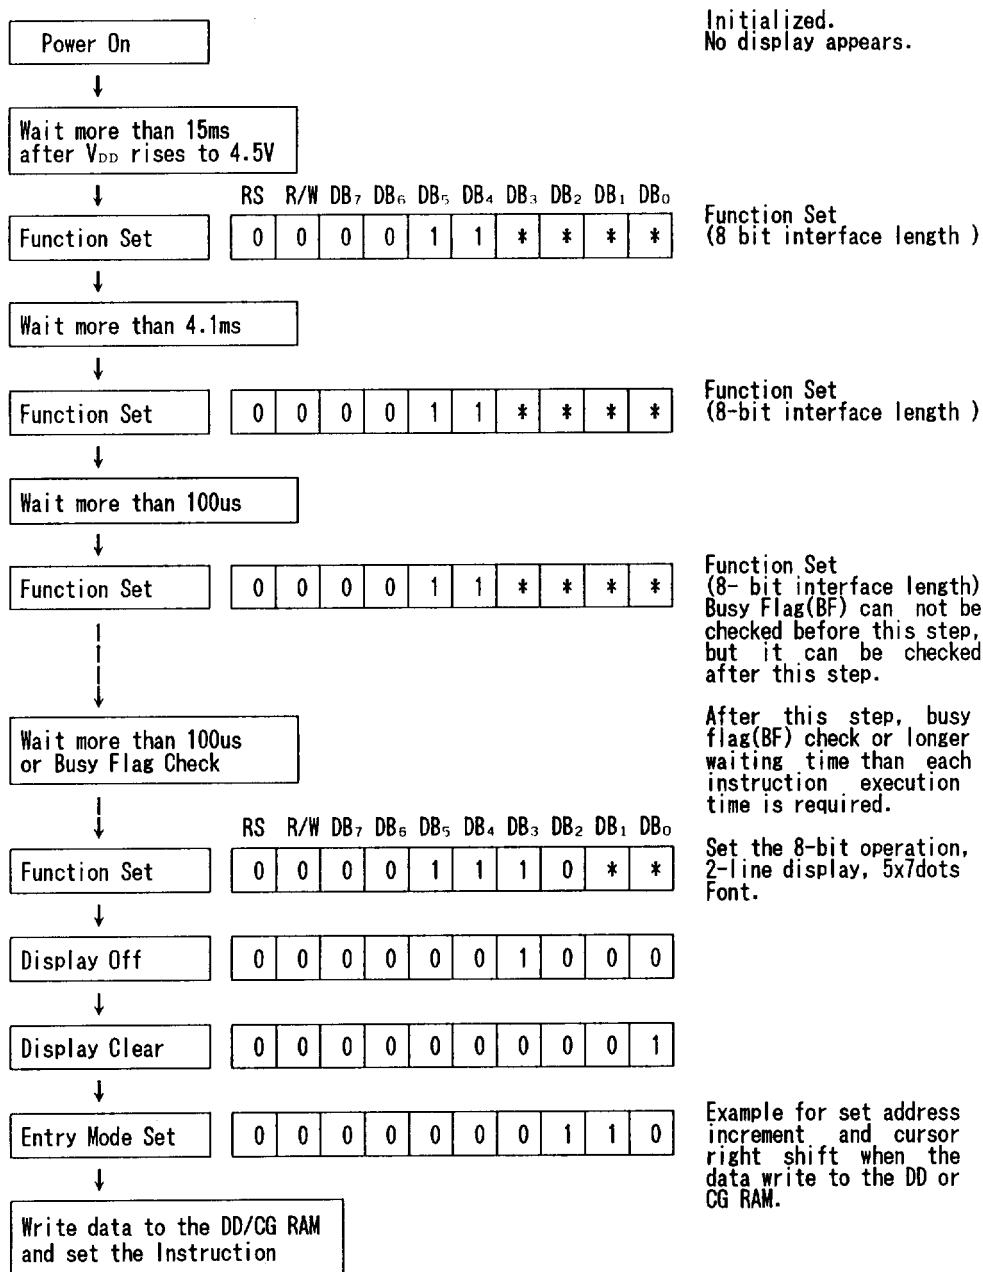 Power On
Initialized.
No display appears.
↓
Wait more than 15ms
after VDD rises to 4.5V
↓
RS R/W DB7 DB6 DB5 DB4 DB3 DB2 DB1 DB0
Function Set 0 0 0 0 1 1 * * * *
Function Set
(8 bit interface length )
↓
Wait more than 4.1ms
↓
Function Set 0 0 0 0 1 1 * * * *
Function Set
(8-bit interface length )
↓
Wait more than 100us
↓
Function Set 0 0 0 0 1 1 * * * *
Function Set
(8- bit interface length)
Busy Flag(BF) can not be
checked before this step,
but it can be checked
after this step.
↓
Wait more than 100us
or Busy Flag Check
After this step, busy
flag(BF) check or longer
waiting time than each
instruction execution
time is required.
↓
RS R/W DB7 DB6 DB5 DB4 DB3 DB2 DB1 DB0
Function Set 0 0 0 0 1 1 1 0 * *
Set the 8-bit operation,
2-line display, 5x7dots
Font.
↓
Display Off 0 0 0 0 0 0 1 0 0 0
↓
Display Clear 0 0 0 0 0 0 0 0 0 1
↓
Entry Mode Set 0 0 0 0 0 0 0 1 1 0
Example for set address
increment and cursor
right shift when the
data write to the DD or
CG RAM.
↓
Write data to the DD/CG RAM
and set the Instruction